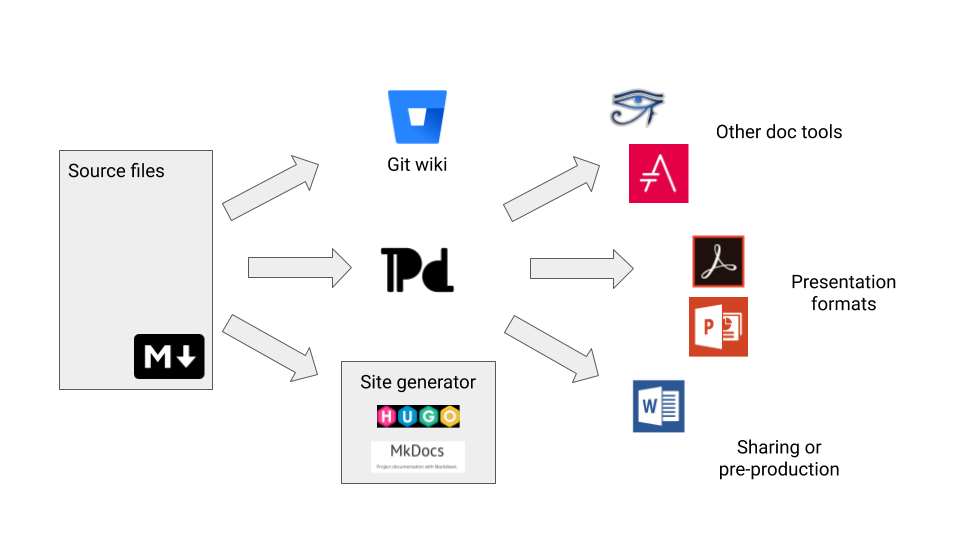 Source files
M
Git wiki
Pd
Site generator
HUGO
MkDocs
Project documentation with Markdown.
Other doc tools
Presentation
formats
P
W
Sharing or
pre-production